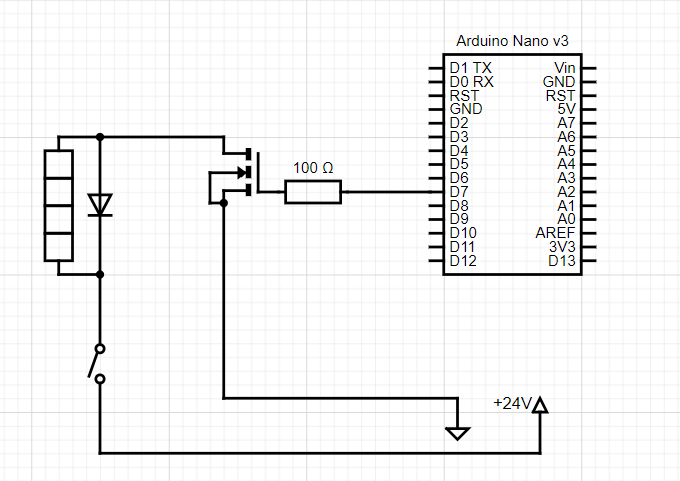 Arduino Nano v3
D1 TX Vin
D0 RX GND
RST RST
GND 5V
D2 A7
D3 A6
D4 A5
D5 A4
D6 A3
100 Ω
D7 A2
D8 A1
D9 A0
D10 AREF
D11 3V3
D12 D13
+24V